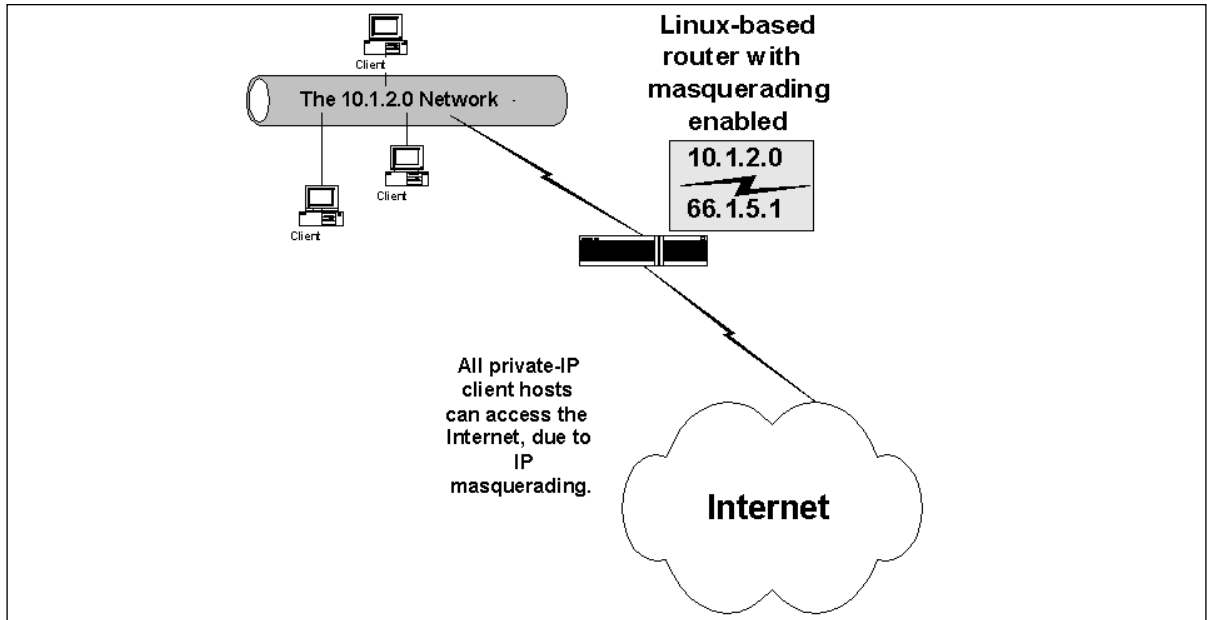 Client
The 10.1.2.0 Network
Client
Client
Linux-based
router with
masquerading
enabled
10.1.2.0
66.1.5.1
All private-IP
client hosts
can access the
Internet, due to
IP
masquerading.
Internet